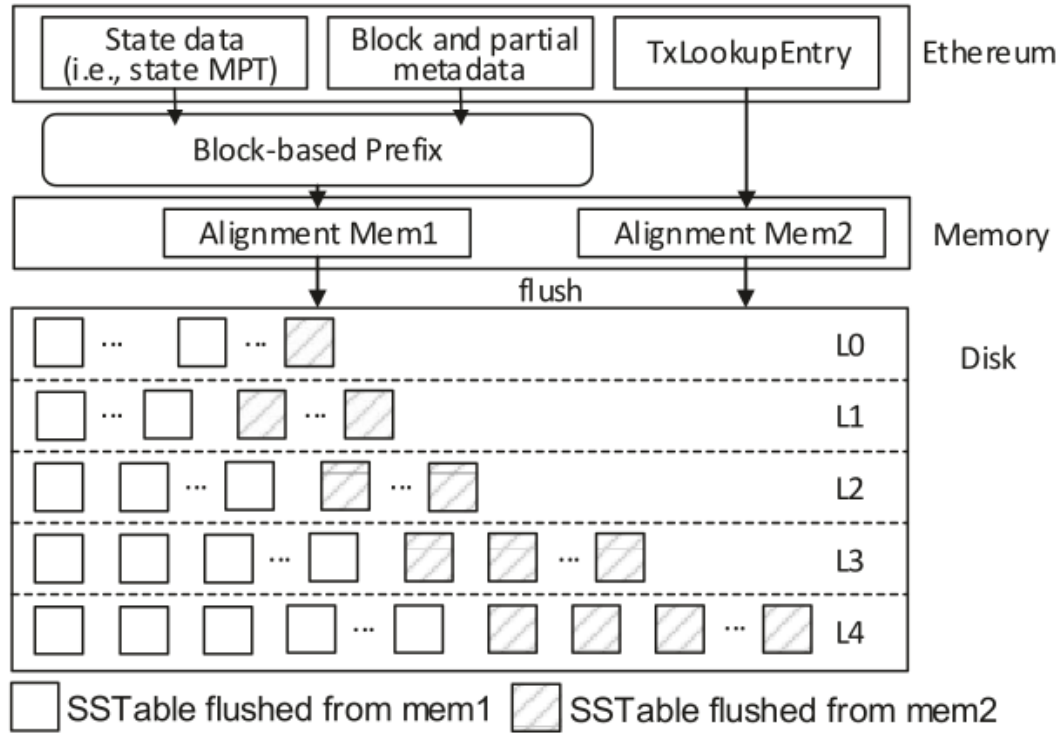 State data
(i.e., state MPT)
Block and partial
metadata
TxLookupEntry
Ethereum
Block-based Prefix
Alignment Mem1
Alignment Mem2
Memory
flush
...
...
L0
Disk
...
...
L1
...
...
L2
...
...
L3
...
...
L4
SSTable flushed from mem1
SSTable flushed from mem2